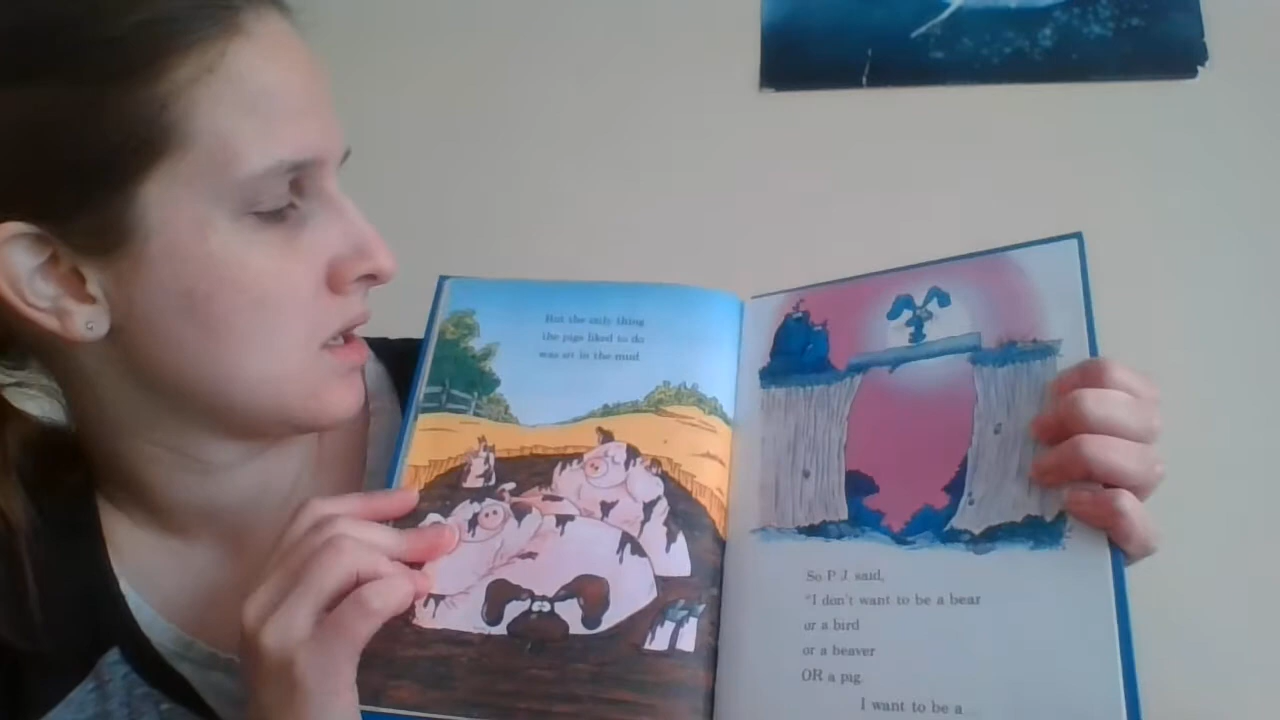 But the only thing
the pigs liked to do
was sit in the mud.
So P. J. said,
"I don't want to be a bear
or a bird
or a beaver
OR a pig.
I want to be a